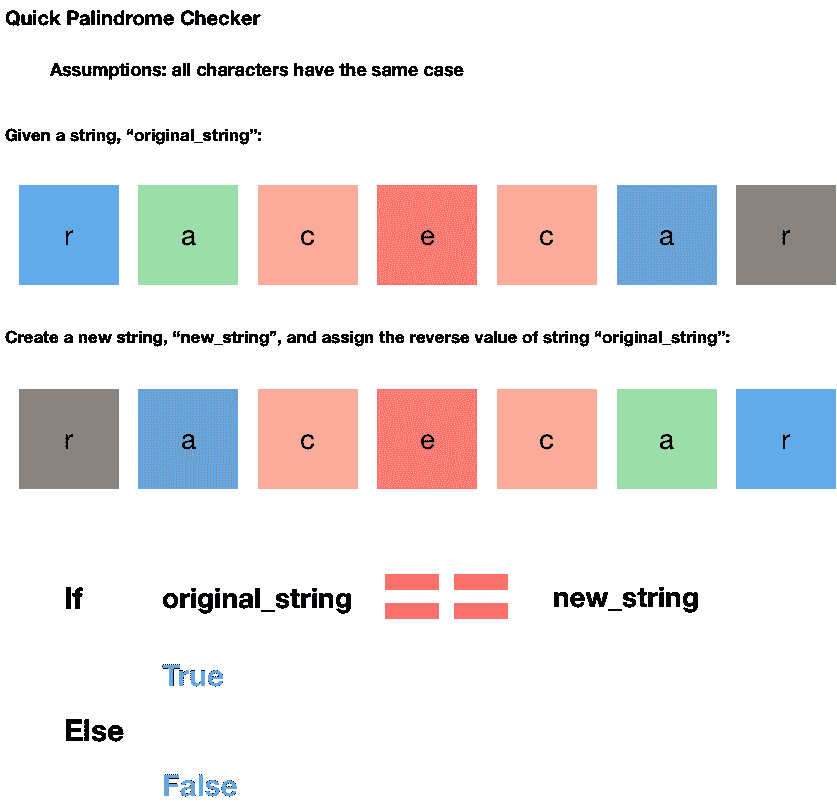 Quick Palindrome Checker
Assumptions: all characters have the same case
Given a string, “original_string”:
r a c e c a r
Create a new string, “new_string”, and assign the reverse value of string “original_string”:
r a c e c a r
If original_string == new_string
True
Else
False